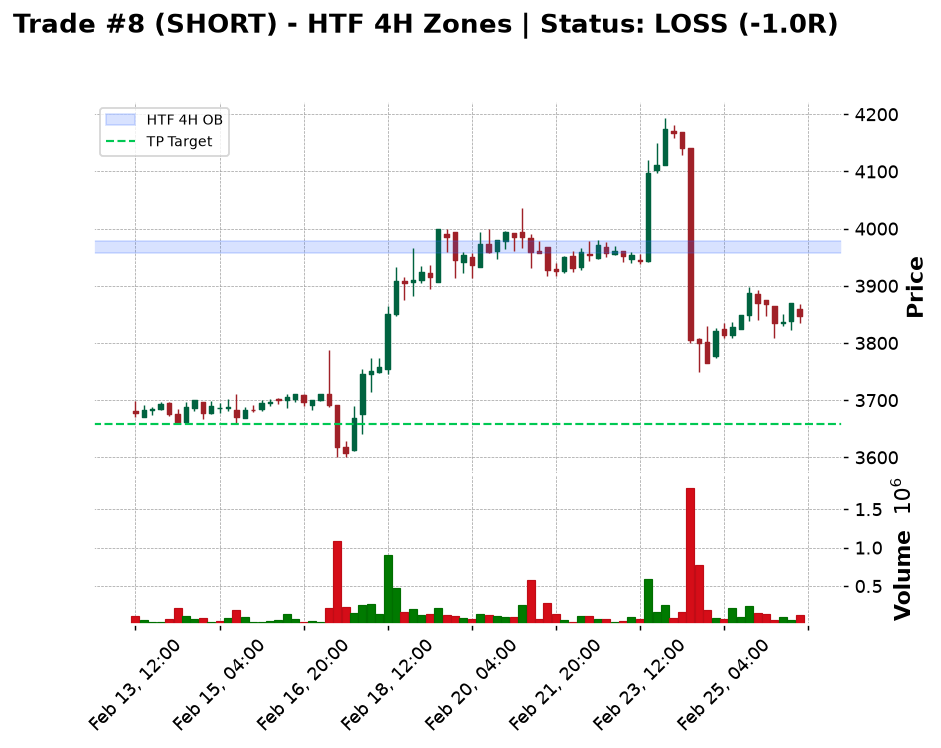 Trade #8 (SHORT) - HTF 4H Zones | Status: LOSS (-1.0R)
HTF 4H OB
TP Target
4200
4100
4000
3900
3800
3700
3600
Price
1.5
1.0
0.5
Volume 10^6
Feb 13, 12:00
Feb 15, 04:00
Feb 16, 20:00
Feb 18, 12:00
Feb 20, 04:00
Feb 21, 20:00
Feb 23, 12:00
Feb 25, 04:00